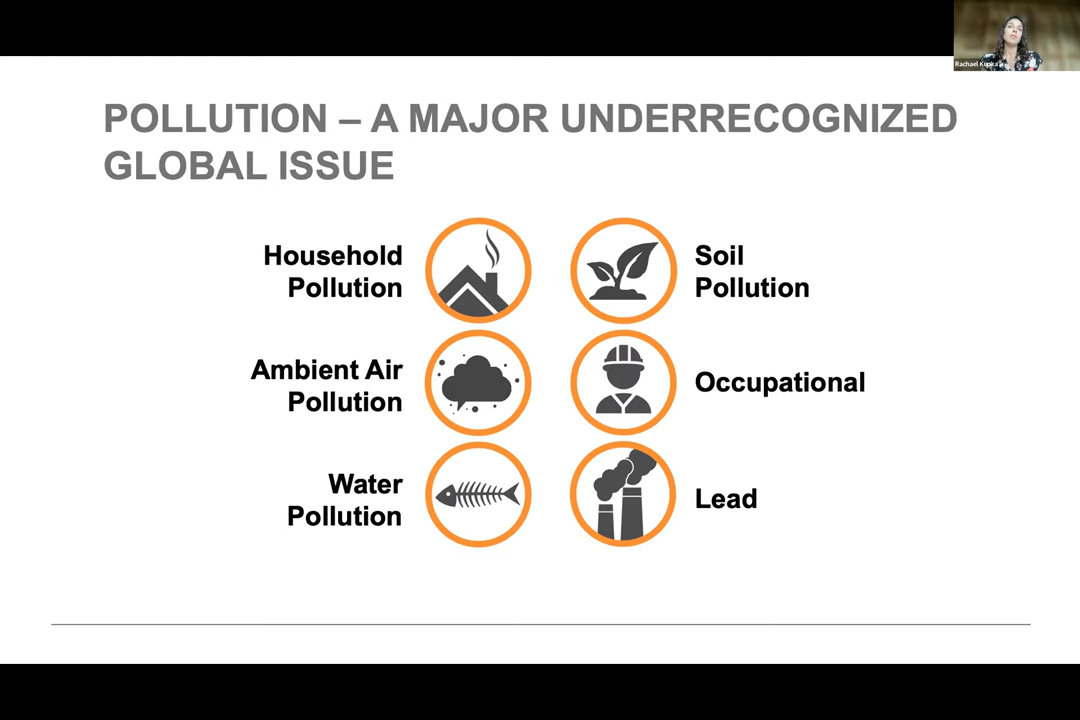 Rachael Kupka
POLLUTION – A MAJOR UNDERRECOGNIZED
GLOBAL ISSUE
Household
Pollution
Soil
Pollution
Ambient Air
Pollution
Occupational
Water
Pollution
Lead